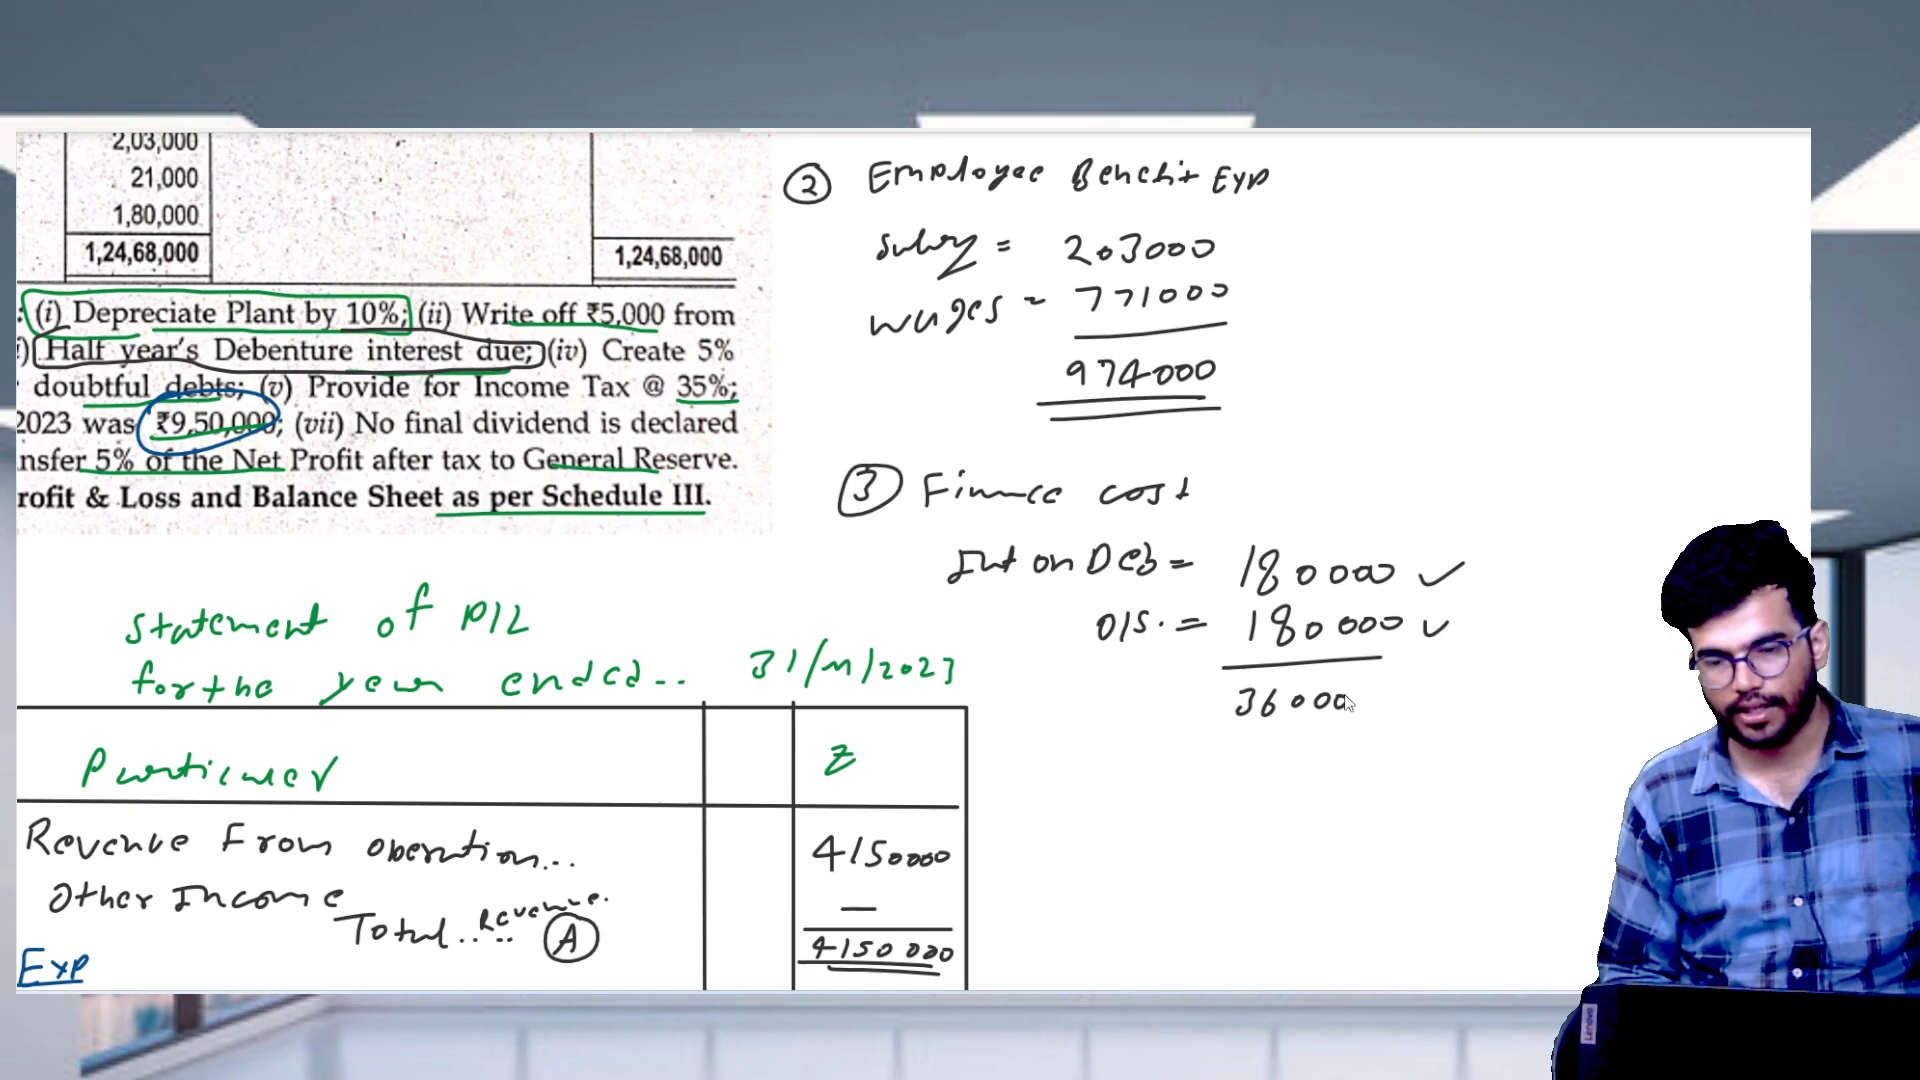 2,03,000
21,000
1,80,000
1,24,68,000 1,24,68,000
(i) Depreciate Plant by 10%; (ii) Write off ₹5,000 from
) Half year's Debenture interest due; (iv) Create 5%
doubtful debts; (v) Provide for Income Tax @ 35%;
2023 was ₹9,50,000; (vii) No final dividend is declared
nsfer 5% of the Net Profit after tax to General Reserve.
rofit & Loss and Balance Sheet as per Schedule III.
Statement of P/L
for the year ended.. 31/m/2023
Particular ₹
Revenue From operation... 4150000
Other Income —
Total..Revenue. A 4150000
Exp
2 Employee Benefit Exp
Salary = 203000
wages = 771000
974000
3 Finance cost
Int on Deb = 180000 ✓
O/S. = 180000 ✓
36000
Lenovo